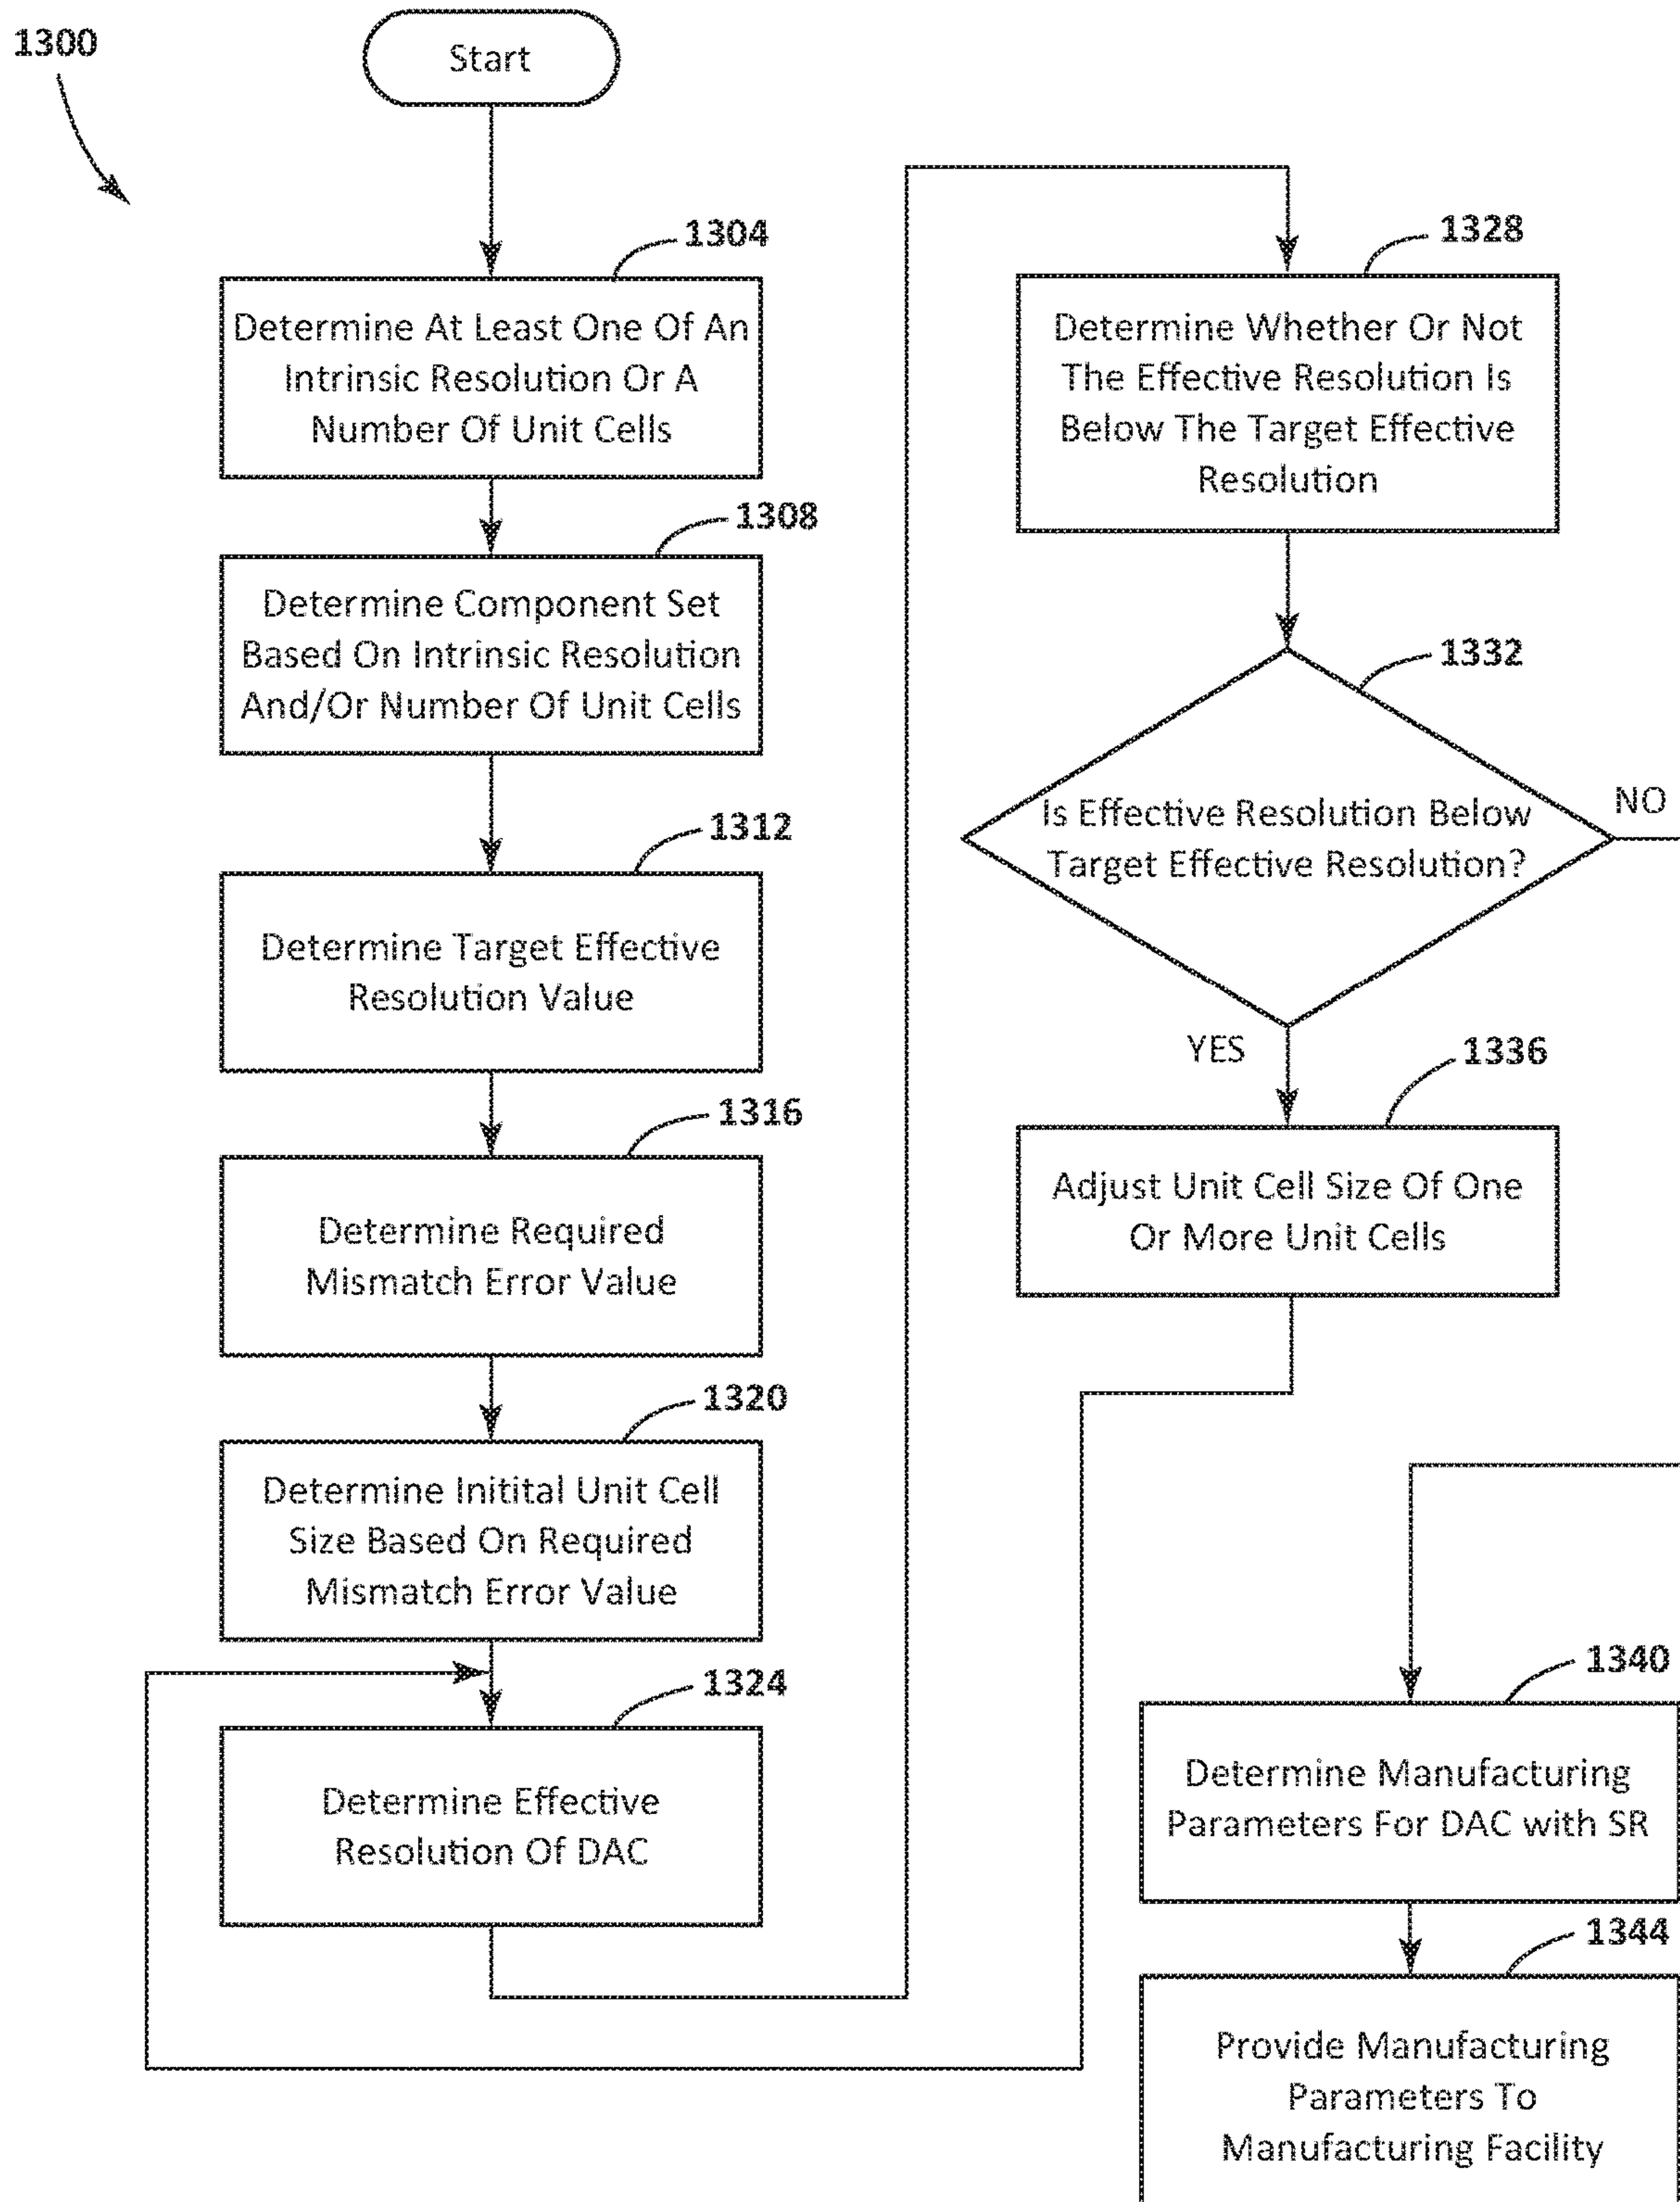 1300
Start
1304
Determine At Least One Of An
Intrinsic Resolution Or A
Number Of Unit Cells
1308
Determine Component Set
Based On Intrinsic Resolution
And/Or Number Of Unit Cells
1312
Determine Target Effective
Resolution Value
1316
Determine Required
Mismatch Error Value
1320
Determine Initital Unit Cell
Size Based On Required
Mismatch Error Value
1324
Determine Effective
Resolution Of DAC
1328
Determine Whether Or Not
The Effective Resolution Is
Below The Target Effective
Resolution
1332
Is Effective Resolution Below
Target Effective Resolution?
NO
YES
1336
Adjust Unit Cell Size Of One
Or More Unit Cells
1340
Determine Manufacturing
Parameters For DAC with SR
1344
Provide Manufacturing
Parameters To
Manufacturing Facility